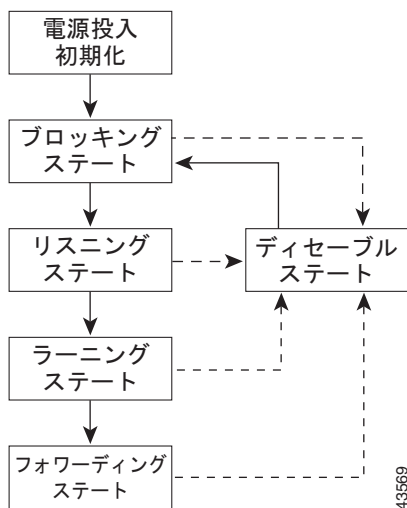 電源投入
初期化
ブロッキング
ステート
リスニング
ステート
ディセーブル
ステート
ラーニング
ステート
フォワーディング
ステート
43569